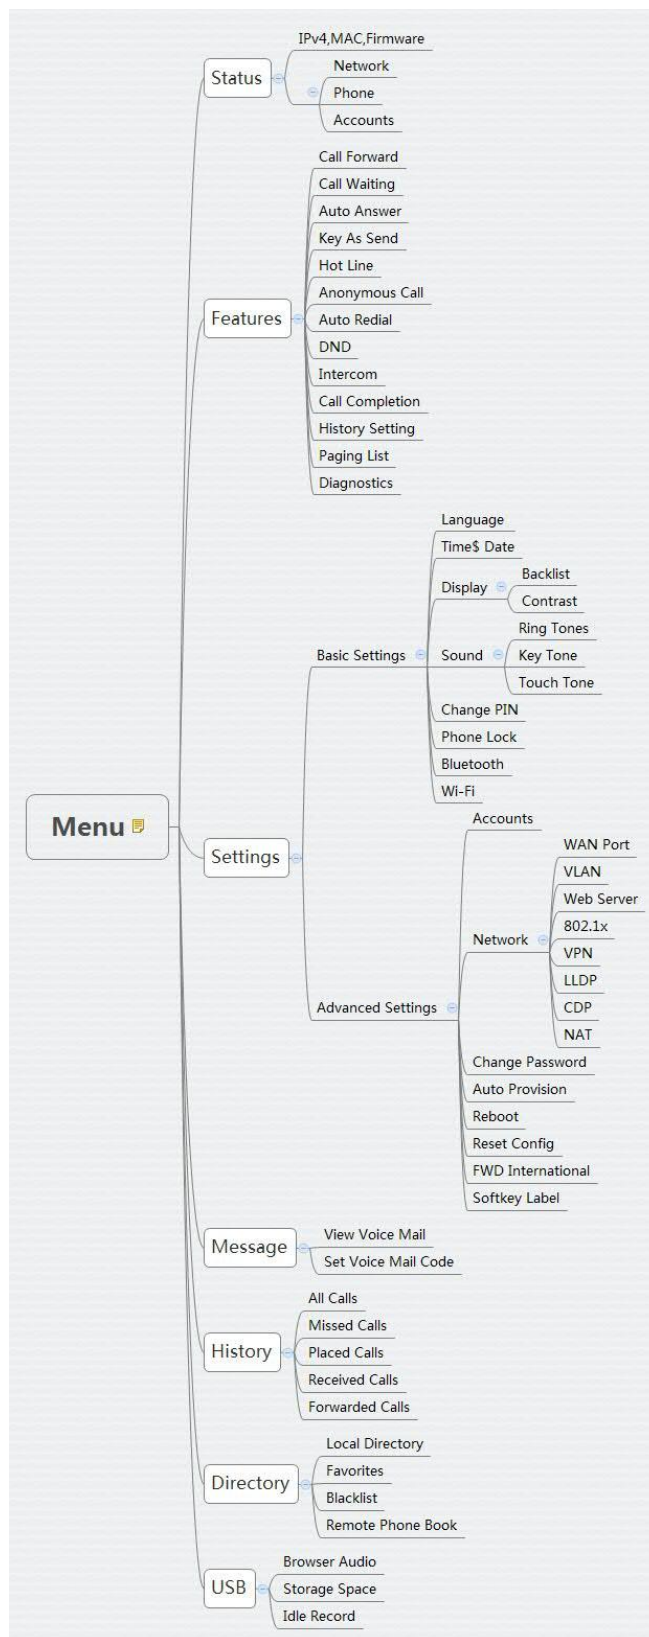 Status
IPv4,MAC,Firmware
Network
Phone
Accounts
Features
Call Forward
Call Waiting
Auto Answer
Key As Send
Hot Line
Anonymous Call
Auto Redial
DND
Intercom
Call Completion
History Setting
Paging List
Diagnostics
Menu
Settings
Basic Settings
Language
Time$ Date
Display
Backlist
Contrast
Sound
Ring Tones
Key Tone
Touch Tone
Change PIN
Phone Lock
Bluetooth
Wi-Fi
Advanced Settings
Accounts
Network
WAN Port
VLAN
Web Server
802.1x
VPN
LLDP
CDP
NAT
Change Password
Auto Provision
Reboot
Reset Config
FWD International
Softkey Label
Message
View Voice Mail
Set Voice Mail Code
History
All Calls
Missed Calls
Placed Calls
Received Calls
Forwarded Calls
Directory
Local Directory
Favorites
Blacklist
Remote Phone Book
USB
Browser Audio
Storage Space
Idle Record